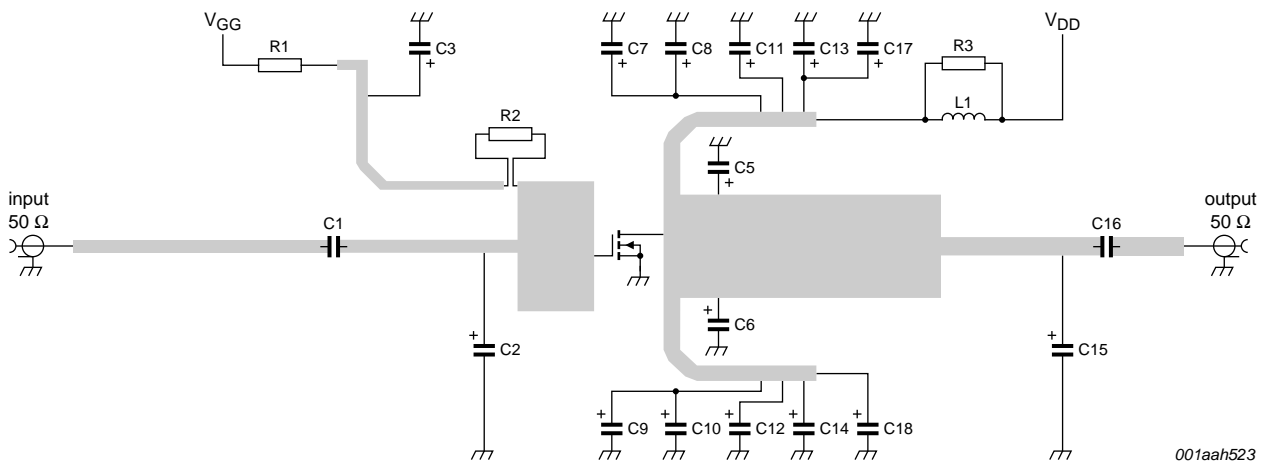 VGG
R1
C3
C7
C8
C11
C13
C17
R3
VDD
L1
R2
C5
input
50 Ω
C1
C16
output
50 Ω
+
+
+
+
+
+
+
C2
+
C6
+
C15
+
+
C9
+
C10
+
C12
+
C14
+
C18
+
001aah523